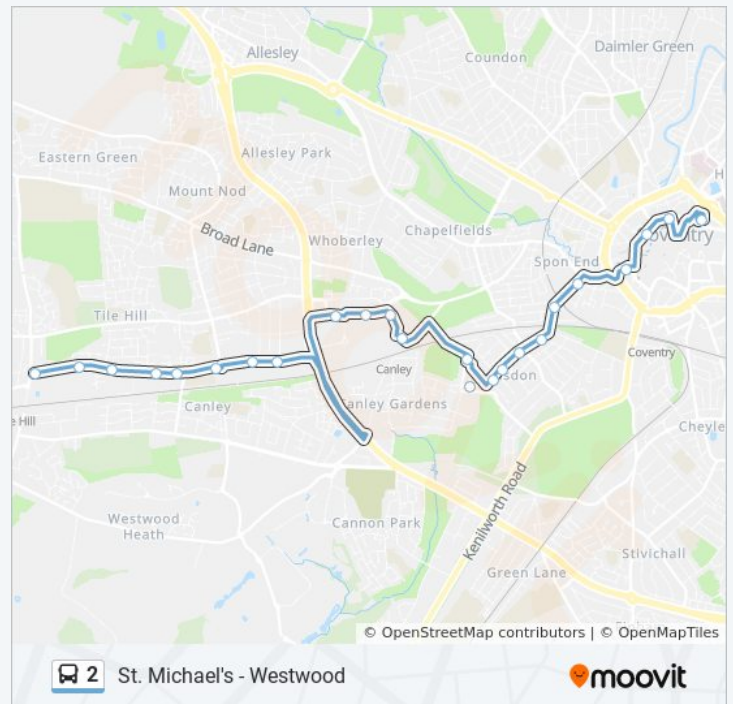 Daimler Green
Allesley
Coundon
Allesley Park
Eastern Green
Mount Nod
H
Broad Lane
Chapelfields
Whoberley
oventry
Spon End
Tile Hill
Coventry
Canley
sdon
Canley
anley Gardens
e Hill
Cheyle
Kenilworth Road
Westwood
Heath
Cannon Park
Stivichall
Green Lane
© OpenStreetMap contributors | © OpenMapTiles
2 St. Michael's - Westwood
moovit